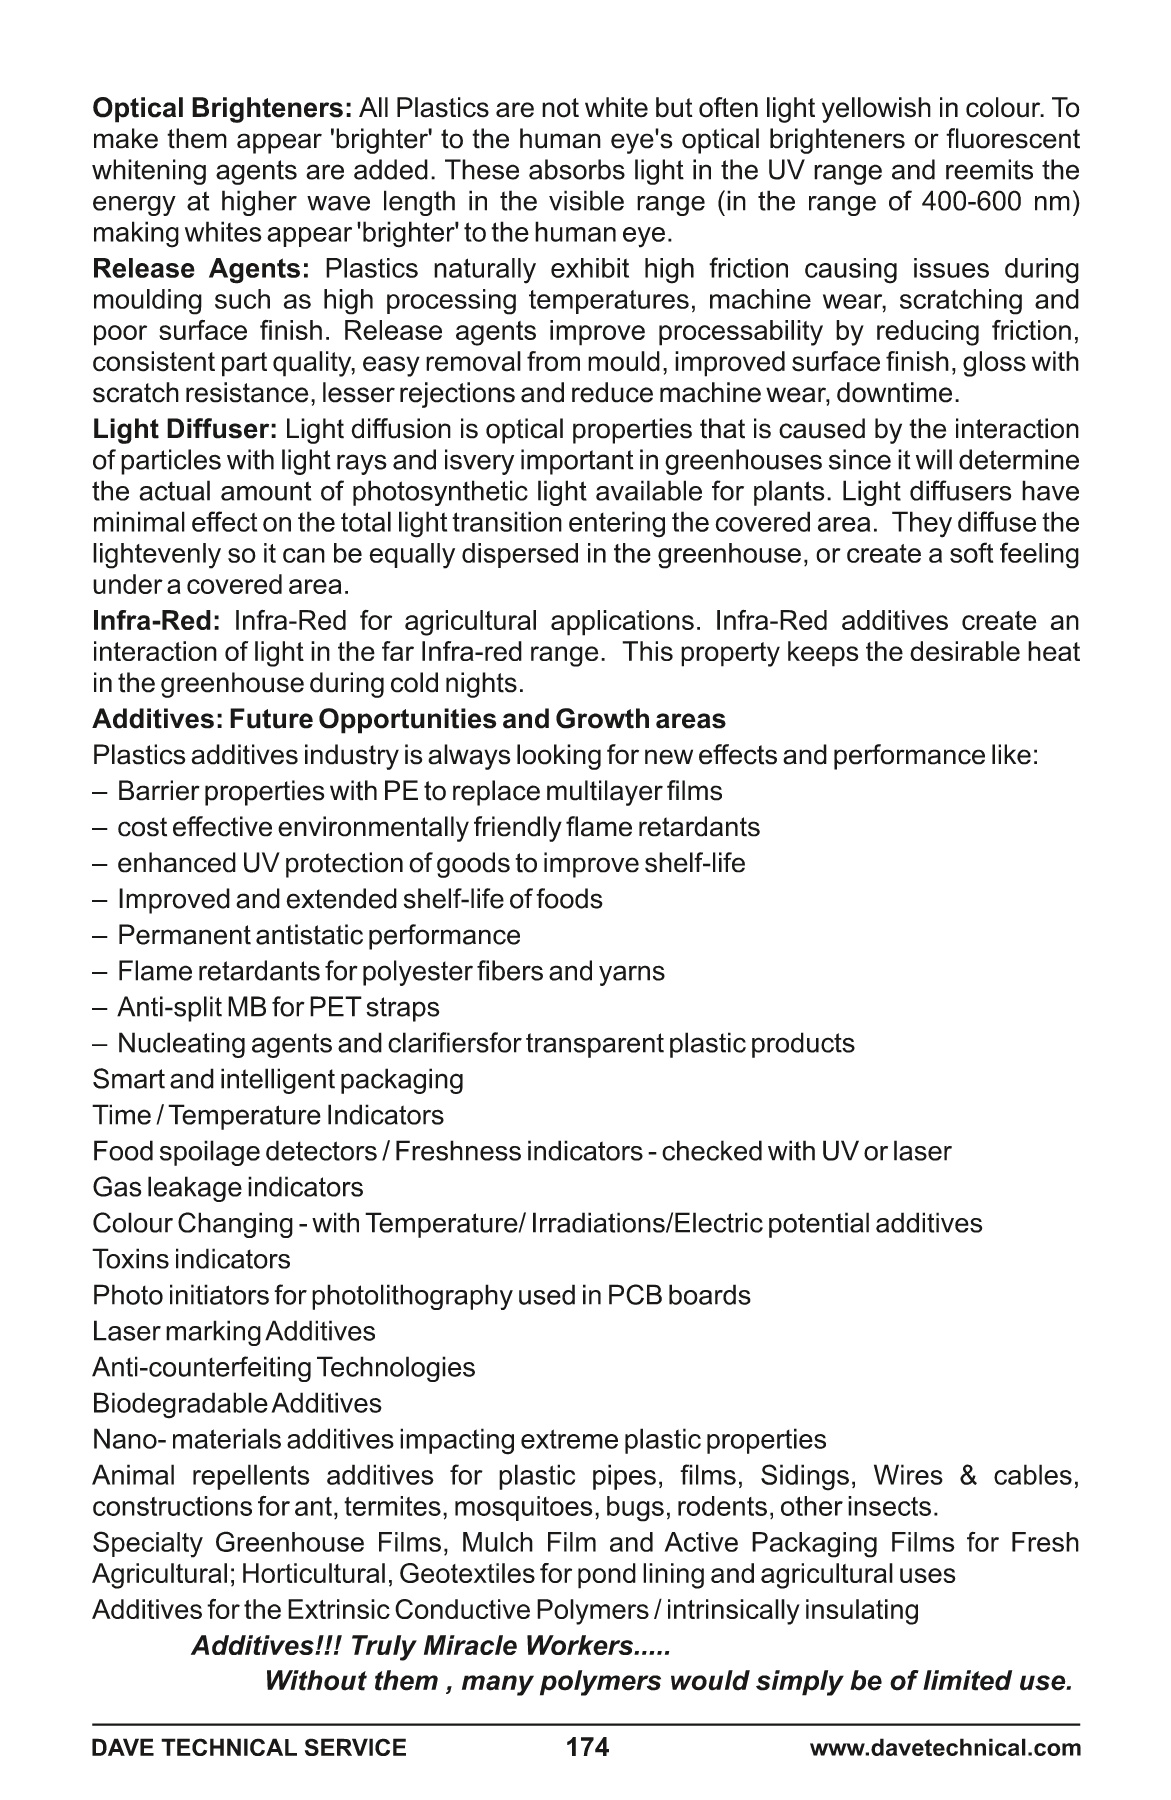 Optical Brighteners: All Plastics are not white but often light yellowish in colour. To
make them appear 'brighter' to the human eye's optical brighteners or fluorescent
whitening agents are added. These absorbs light in the UV range and reemits the
energy at higher wave length in the visible range (in the range of 400-600 nm)
making whites appear 'brighter' to the human eye.
Release Agents: Plastics naturally exhibit high friction causing issues during
moulding such as high processing temperatures, machine wear, scratching and
poor surface finish. Release agents improve processability by reducing friction,
consistent part quality, easy removal from mould, improved surface finish, gloss with
scratch resistance, lesser rejections and reduce machine wear, downtime.
Light Diffuser: Light diffusion is optical properties that is caused by the interaction
of particles with light rays and isvery important in greenhouses since it will determine
the actual amount of photosynthetic light available for plants. Light diffusers have
minimal effect on the total light transition entering the covered area. They diffuse the
lightevenly so it can be equally dispersed in the greenhouse, or create a soft feeling
under a covered area.
Infra-Red: Infra-Red for agricultural applications. Infra-Red additives create an
interaction of light in the far Infra-red range. This property keeps the desirable heat
in the greenhouse during cold nights.
Additives: Future Opportunities and Growth areas
Plastics additives industry is always looking for new effects and performance like:
– Barrier properties with PE to replace multilayer films
– cost effective environmentally friendly flame retardants
– enhanced UV protection of goods to improve shelf-life
– Improved and extended shelf-life of foods
– Permanent antistatic performance
– Flame retardants for polyester fibers and yarns
– Anti-split MB for PET straps
– Nucleating agents and clarifiersfor transparent plastic products
Smart and intelligent packaging
Time / Temperature Indicators
Food spoilage detectors / Freshness indicators - checked with UV or laser
Gas leakage indicators
Colour Changing - with Temperature/ Irradiations/Electric potential additives
Toxins indicators
Photo initiators for photolithography used in PCB boards
Laser marking Additives
Anti-counterfeiting Technologies
Biodegradable Additives
Nano- materials additives impacting extreme plastic properties
Animal repellents additives for plastic pipes, films, Sidings, Wires & cables,
constructions for ant, termites, mosquitoes, bugs, rodents, other insects.
Specialty Greenhouse Films, Mulch Film and Active Packaging Films for Fresh
Agricultural; Horticultural, Geotextiles for pond lining and agricultural uses
Additives for the Extrinsic Conductive Polymers / intrinsically insulating
Additives!!! Truly Miracle Workers.....
Without them , many polymers would simply be of limited use.
DAVE TECHNICAL SERVICE 174 www.davetechnical.com